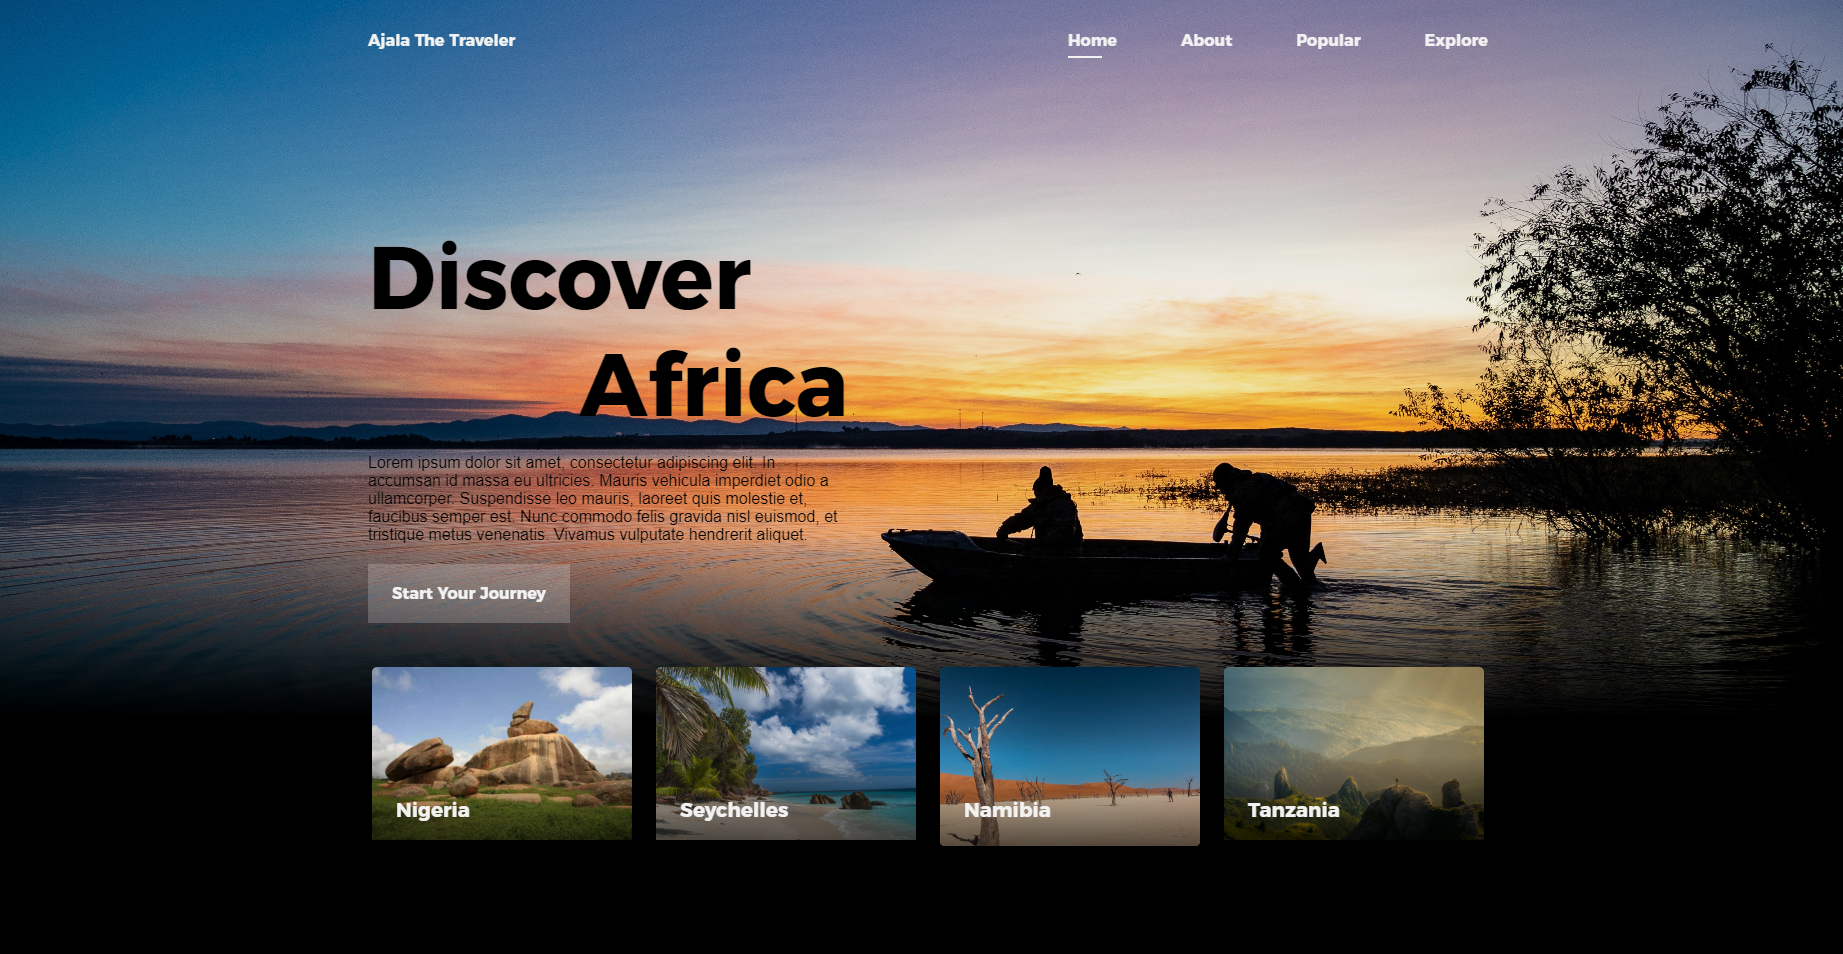 Ajala The Traveler
Home
About
Popular
Explore
Discover
Africa
Lorem ipsum dolor sit amet, consectetur adipiscing elit. In
accumsan id massa eu ultricies. Mauris vehicula imperdiet odio a
ullamcorper. Suspendisse leo mauris, laoreet quis molestie et,
faucibus semper est. Nunc commodo felis gravida nisl euismod, et
tristique metus venenatis. Vivamus vulputate hendrerit aliquet.
Start Your Journey
Nigeria
Seychelles
Namibia
Tanzania